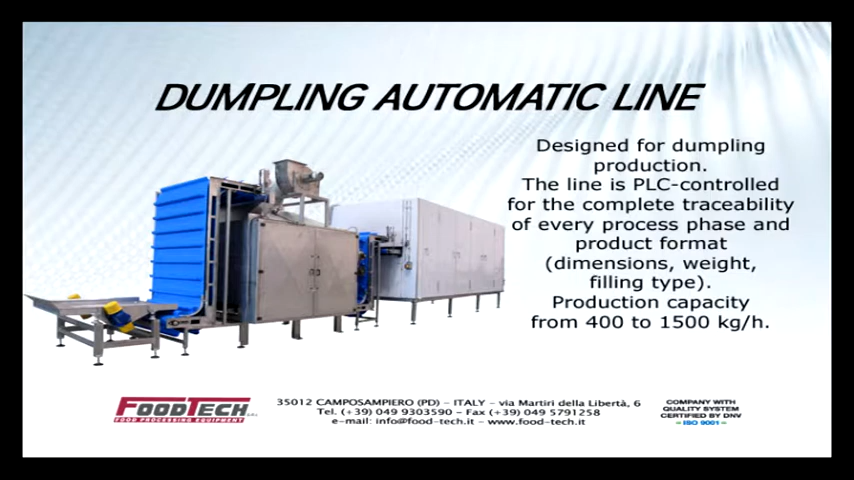 DUMPLING AUTOMATIC LINE
Designed for dumpling
production.
The line is PLC-controlled
for the complete traceability
of every process phase and
product format
(dimensions, weight,
filling type).
Production capacity
from 400 to 1500 kg/h.
FOODTECH S.R.L.
FOOD PROCESSING EQUIPMENT
35012 CAMPOSAMPIERO (PD) - ITALY - via Martiri della Libertà, 6
Tel. (+39) 049 9303590 - Fax (+39) 049 5791258
e-mail: info@food-tech.it - www.food-tech.it
COMPANY WITH
QUALITY SYSTEM
CERTIFIED BY DNV
= ISO 9001 =